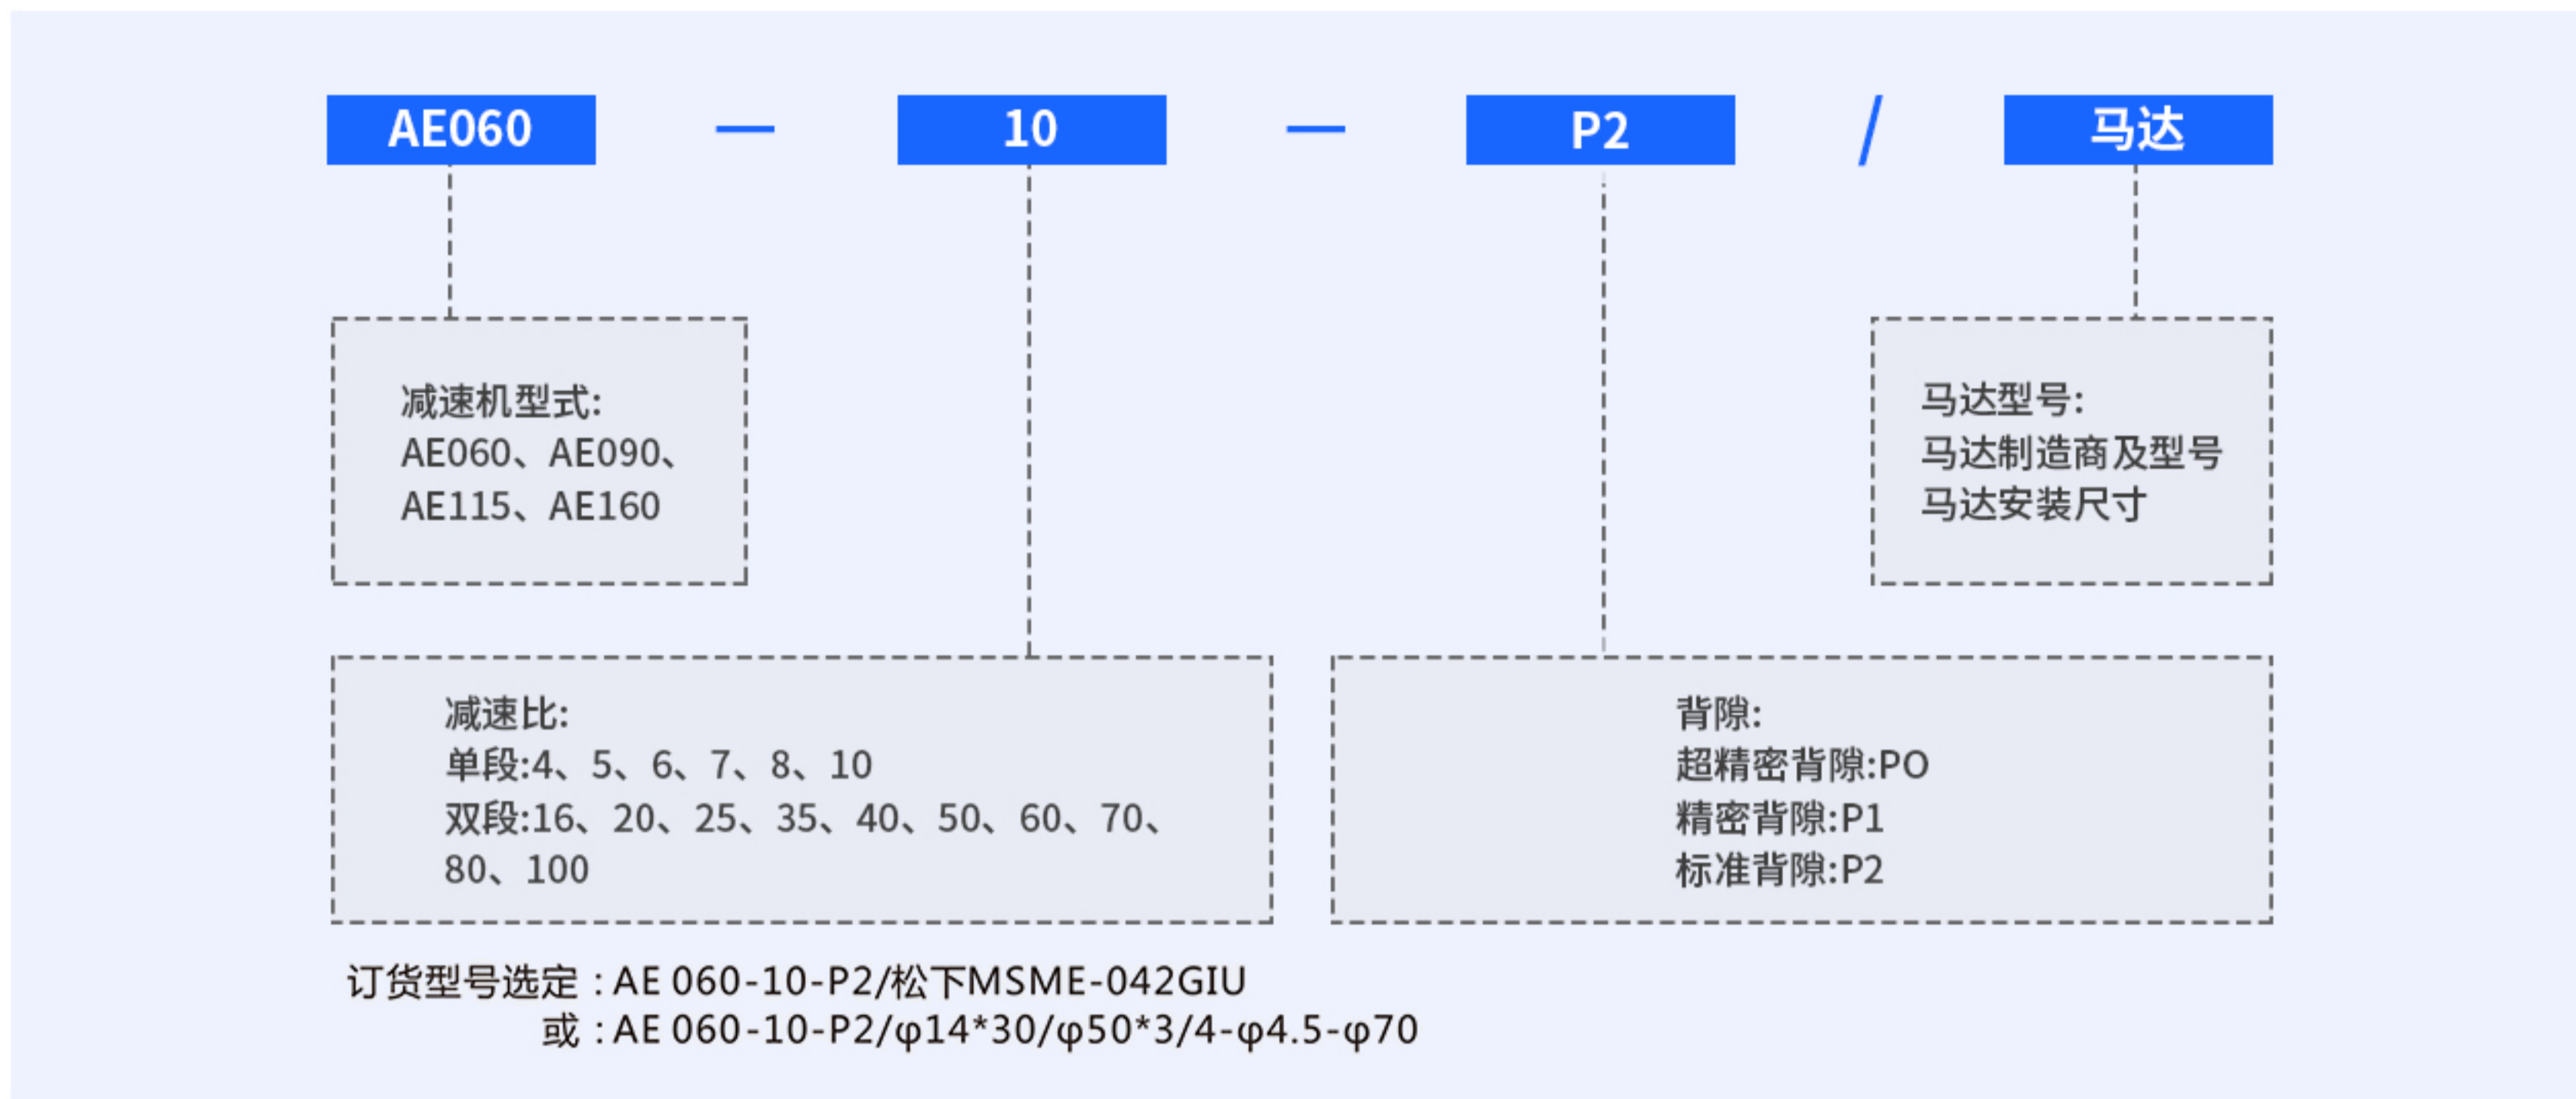 AE060 — 10 — P2 / 马达
减速机型式:
AE060、AE090、
AE115、AE160
马达型号:
马达制造商及型号
马达安装尺寸
减速比:
单段:4、5、6、7、8、10
双段:16、20、25、35、40、50、60、70、
80、100
背隙:
超精密背隙:PO
精密背隙:P1
标准背隙:P2
订货型号选定 : AE 060-10-P2/松下MSME-042GIU
或 : AE 060-10-P2/φ14*30/φ50*3/4-φ4.5-φ70